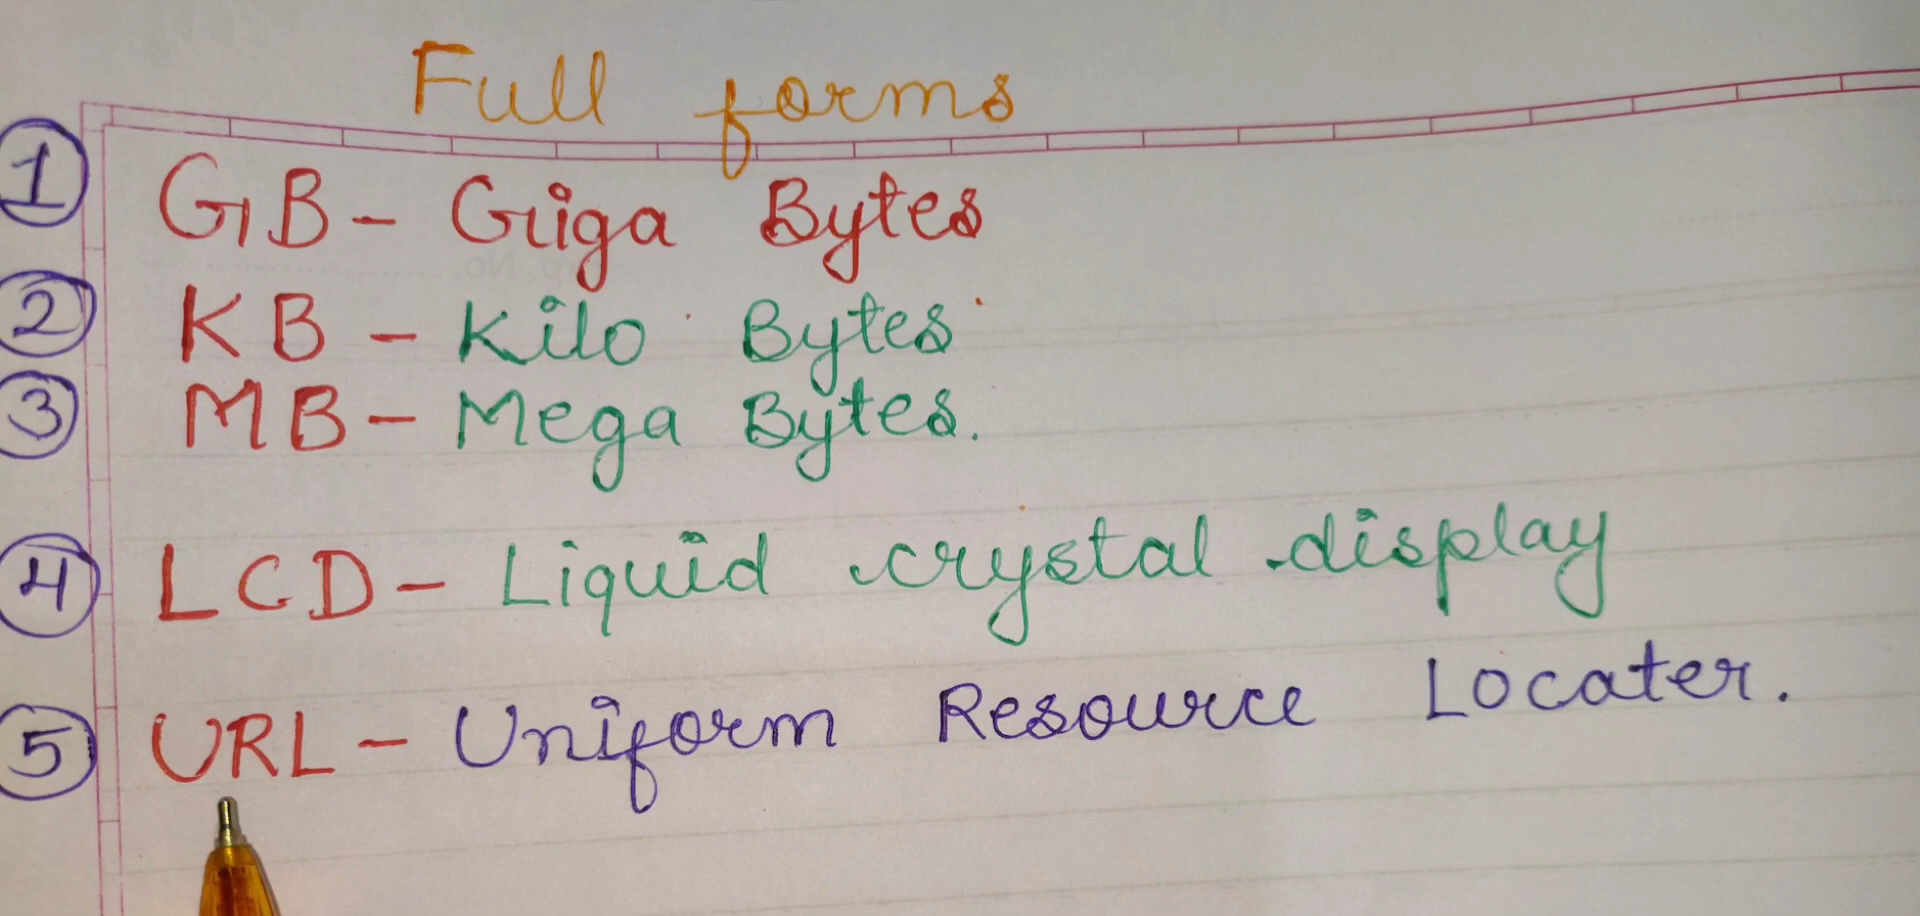 Full forms
1 GB - Giga Bytes
2 KB - Kilo Bytes
3 MB - Mega Bytes.
4 LCD - Liquid crystal display
5 URL - Uniform Resource Locater.